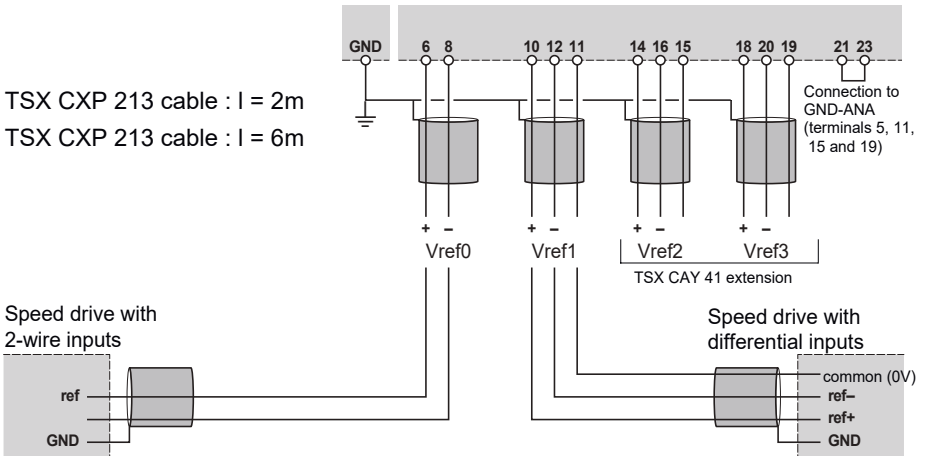 GND 6 8 10 12 11 14 16 15 18 20 19 21 23
TSX CXP 213 cable : I = 2m
TSX CXP 213 cable : I = 6m
Connection to
GND-ANA
(terminals 5, 11,
15 and 19)
+ – + – + – + –
Vref0 Vref1 Vref2 Vref3
TSX CAY 41 extension
Speed drive with
2-wire inputs
ref
GND
Speed drive with
differential inputs
common (0V)
ref–
ref+
GND